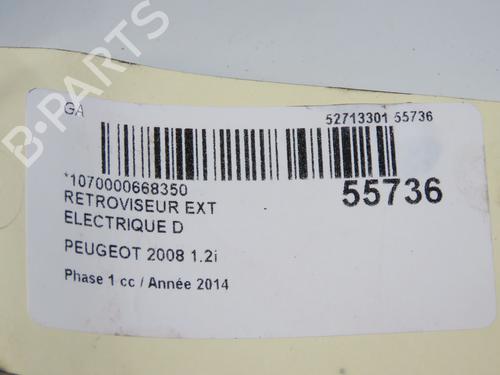 GA
52713301 55736
*1070000668350
55736
RETROVISEUR EXT
ELECTRIQUE D
PEUGEOT 2008 1.2i
Phase 1 cc / Année 2014
B-PARTS